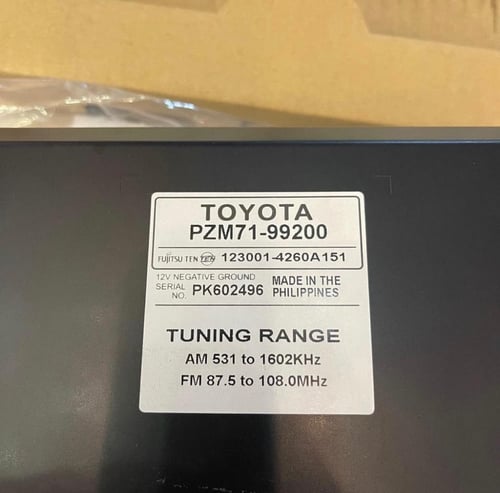 TOYOTA
PZM71-99200
FUJITSU TEN TEN 123001-4260A151
12V NEGATIVE GROUND
SERIAL NO. PK602496 MADE IN THE PHILIPPINES
TUNING RANGE
AM 531 to 1602KHz
FM 87.5 to 108.0MHz